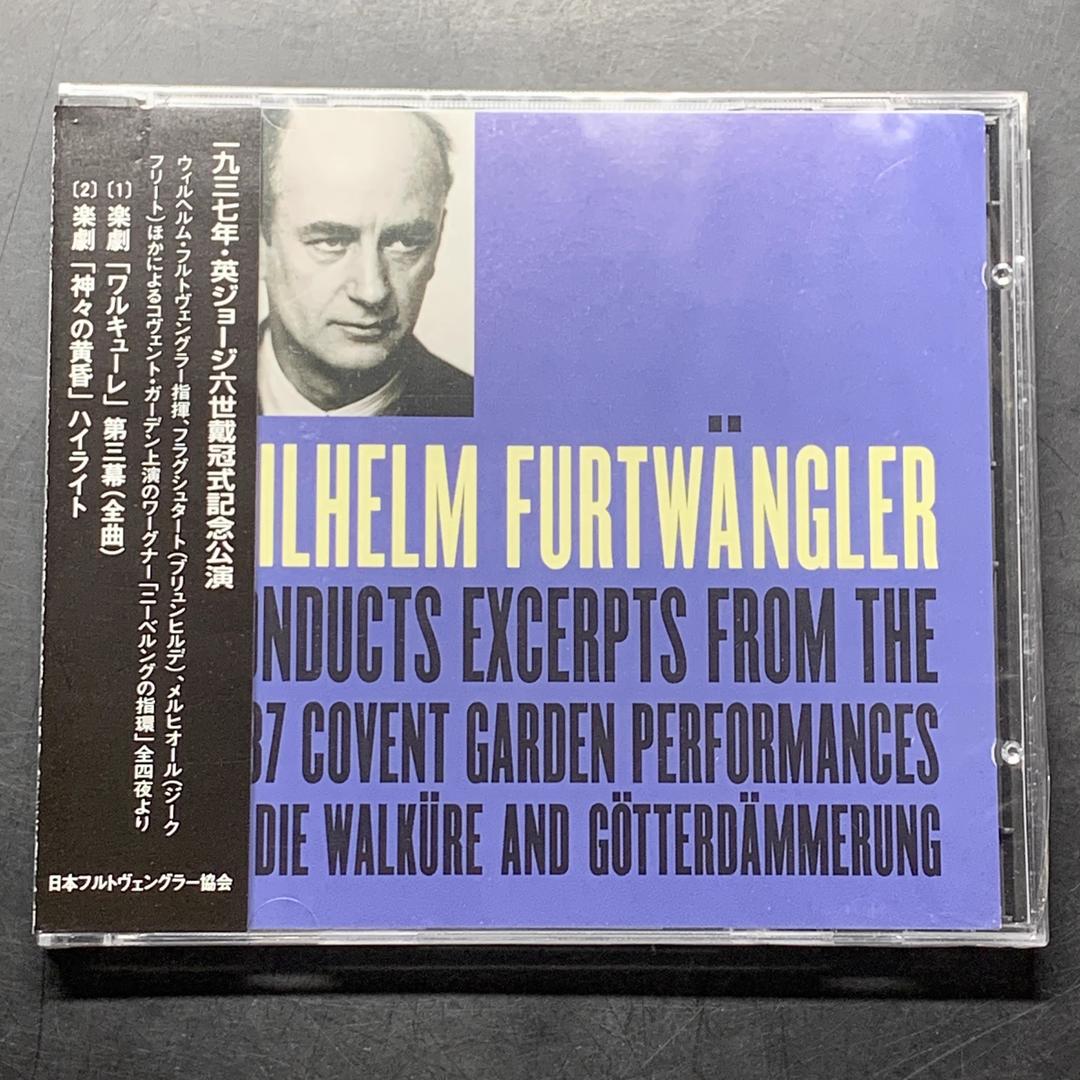 一九三七年・英ジョージ六世戴冠式記念公演
ウィルヘルム・フルトヴェングラー指揮、フラグシュタート(ブリュンヒルデ)、メルヒオール(ジーク
フリート)ほかによるコヴェント・ガーデン上演のワーグナー「ニーベルングの指環」全四夜より
〔1〕楽劇「ワルキューレ」第三幕(全曲)
〔2〕楽劇「神々の黄昏」ハイライト
日本フルトヴェングラー協会
ILHELM FURTWÄNGLER
ONDUCTS EXCERPTS FROM THE
37 COVENT GARDEN PERFORMANCES
DIE WALKÜRE AND GÖTTERDÄMMERUNG